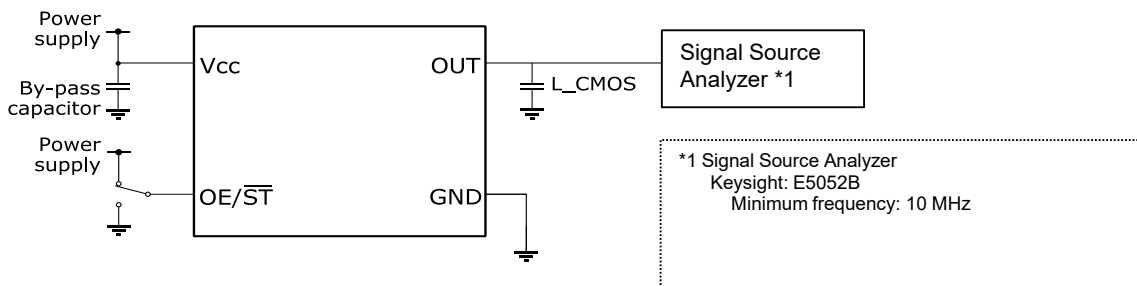 Power
supply
Vcc
By-pass
capacitor
Power
supply
OE/S̅T̅
OUT
L_CMOS
GND
Signal Source
Analyzer *1
*1 Signal Source Analyzer
Keysight: E5052B
Minimum frequency: 10 MHz